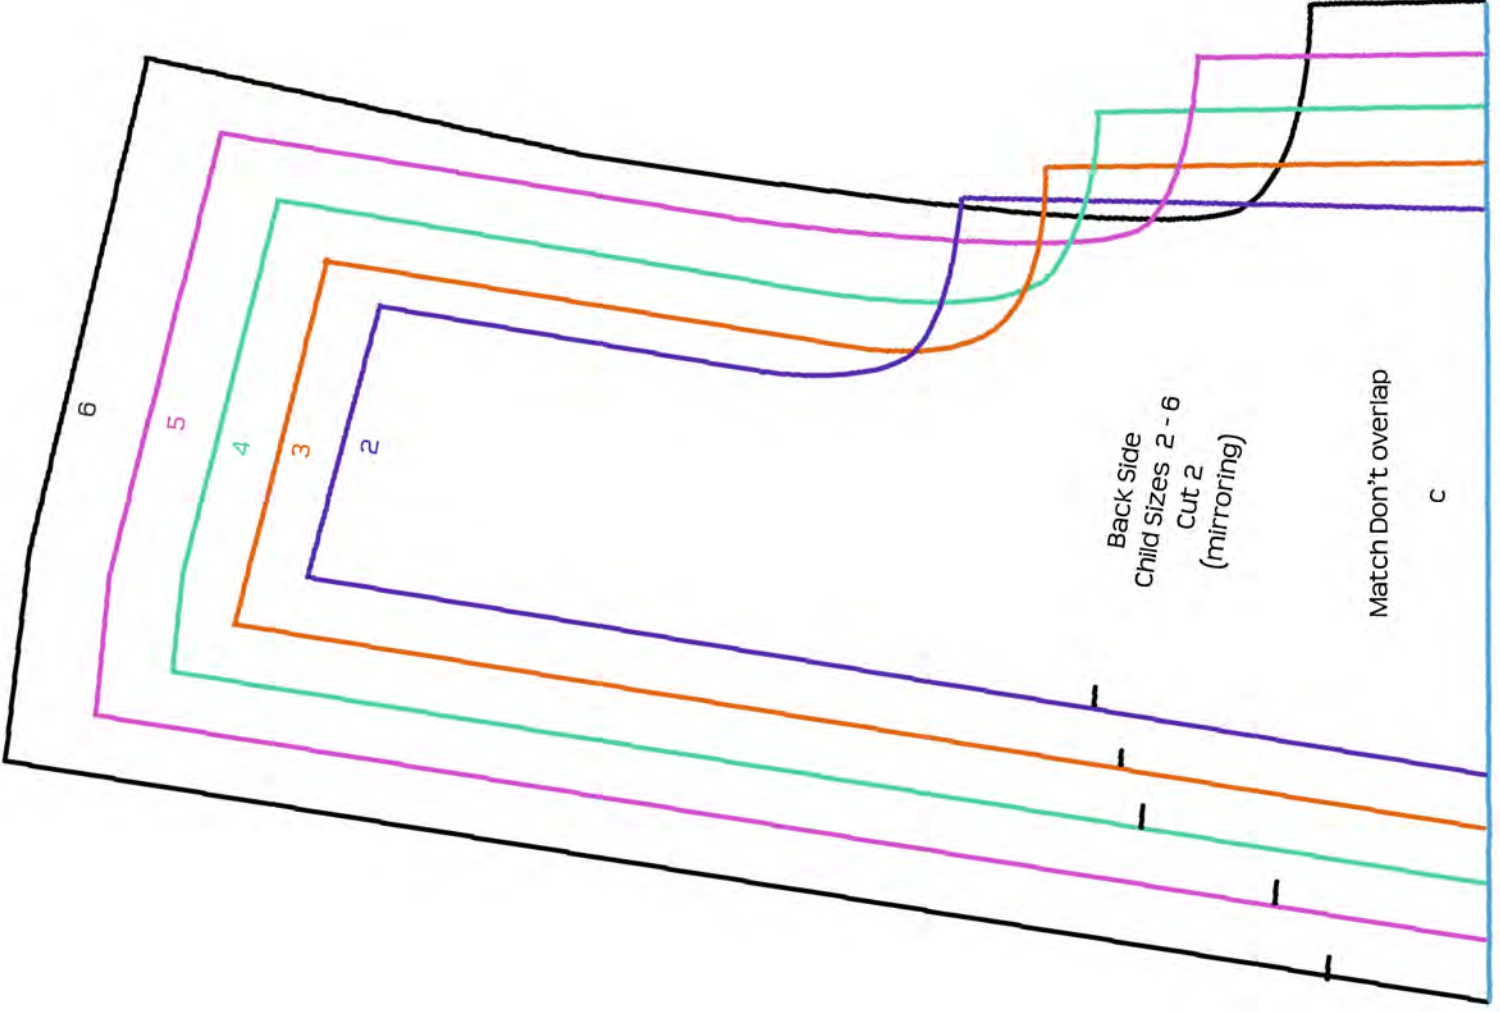 6
5
4
3
2
Back Side
Child sizes 2 - 6
Cut 2
(mirroring)
Match Don't overlap
C